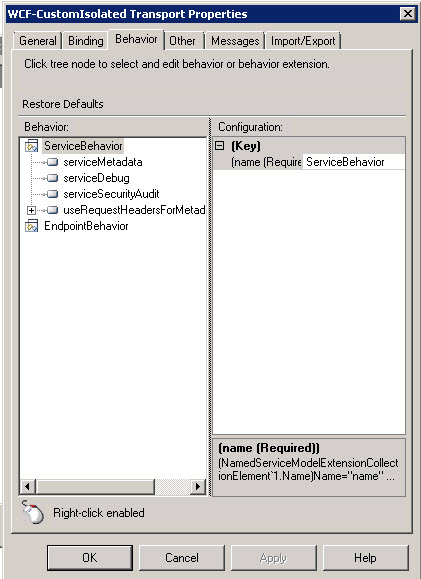 WCF-CustomIsolated Transport Properties
General Binding Behavior Other Messages Import/Export
Click tree node to select and edit behavior or behavior extension.
Restore Defaults
Behavior:
ServiceBehavior
serviceMetadata
serviceDebug
serviceSecurityAudit
useRequestHeadersForMetad
EndpointBehavior
Configuration:
(Key)
(name (Require ServiceBehavior
(name (Required))
(NamedServiceModelExtensionCollect
ionElement`1.Name)Name="name" ...
Right-click enabled
OK Cancel Apply Help